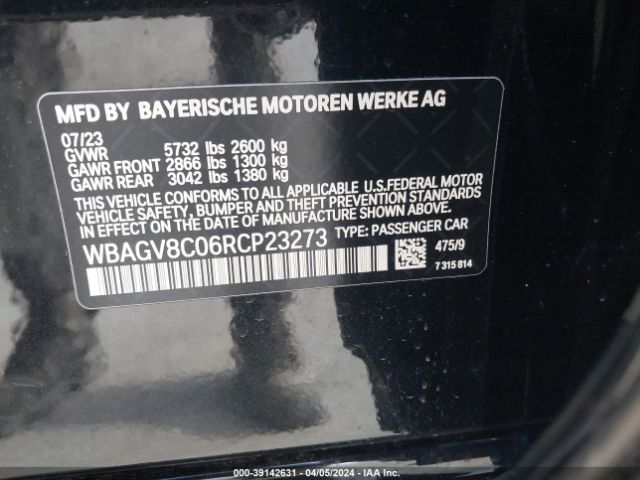 MFD BY BAYERISCHE MOTOREN WERKE AG
07/23
GVWR 5732 lbs 2600 kg
GAWR FRONT 2866 lbs 1300 kg
GAWR REAR 3042 lbs 1380 kg
THIS VEHICLE CONFORMS TO ALL APPLICABLE U.S.FEDERAL MOTOR
VEHICLE SAFETY, BUMPER AND THEFT PREVENTION STANDARDS
IN EFFECT ON THE DATE OF MANUFACTURE SHOWN ABOVE.
WBAGV8C06RCP23273 TYPE: PASSENGER CAR
475/9
7 315 814
000-39142631 - 04/05/2024 - IAA Inc.